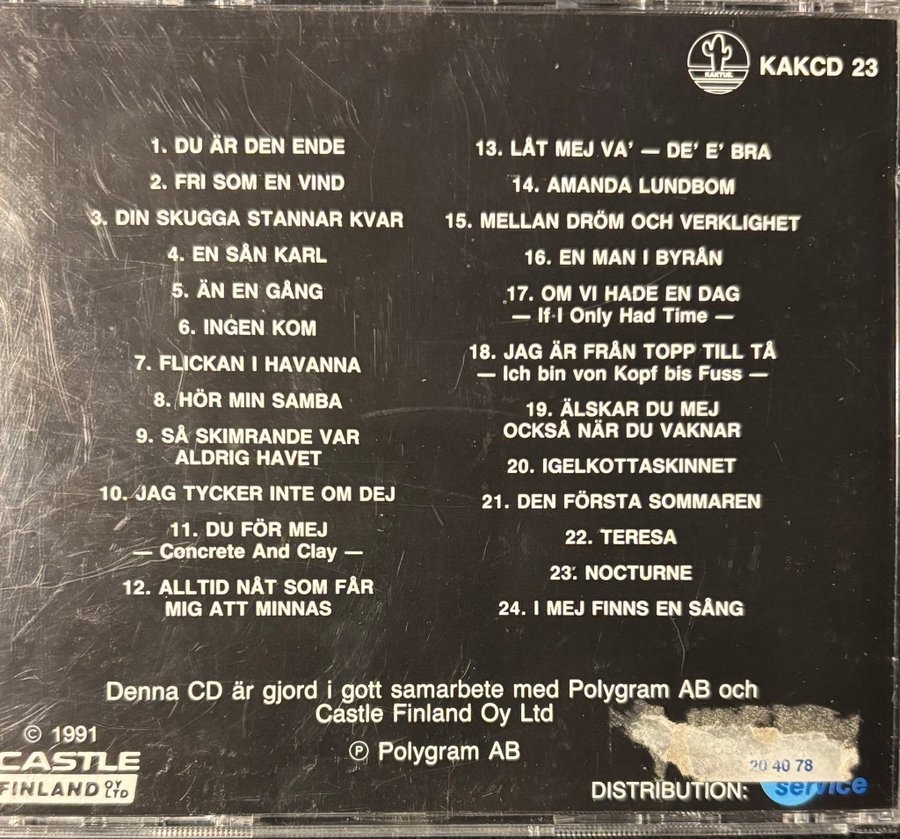 KAKTUS.
KAKCD 23
1. DU ÄR DEN ENDE
2. FRI SOM EN VIND
3. DIN SKUGGA STANNAR KVAR
4. EN SÅN KARL
5. ÄN EN GÅNG
6. INGEN KOM
7. FLICKAN I HAVANNA
8. HÖR MIN SAMBA
9. SÅ SKIMRANDE VAR
ALDRIG HAVET
10. JAG TYCKER INTE OM DEJ
11. DU FÖR MEJ
— Concrete And Clay —
12. ALLTID NÅT SOM FÅR
MIG ATT MINNAS
13. LÅT MEJ VA' — DE' E' BRA
14. AMANDA LUNDBOM
15. MELLAN DRÖM OCH VERKLIGHET
16. EN MAN I BYRÅN
17. OM VI HADE EN DAG
— If I Only Had Time —
18. JAG ÄR FRÅN TOPP TILL TÅ
— Ich bin von Kopf bis Fuss —
19. ÄLSKAR DU MEJ
OCKSÅ NÄR DU VAKNAR
20. IGELKOTTASKINNET
21. DEN FÖRSTA SOMMAREN
22. TERESA
23. NOCTURNE
24. I MEJ FINNS EN SÅNG
Denna CD är gjord i gott samarbete med Polygram AB och
Castle Finland Oy Ltd
© 1991
CASTLE
FINLAND OY LTD
℗ Polygram AB
20 40 78
DISTRIBUTION: service